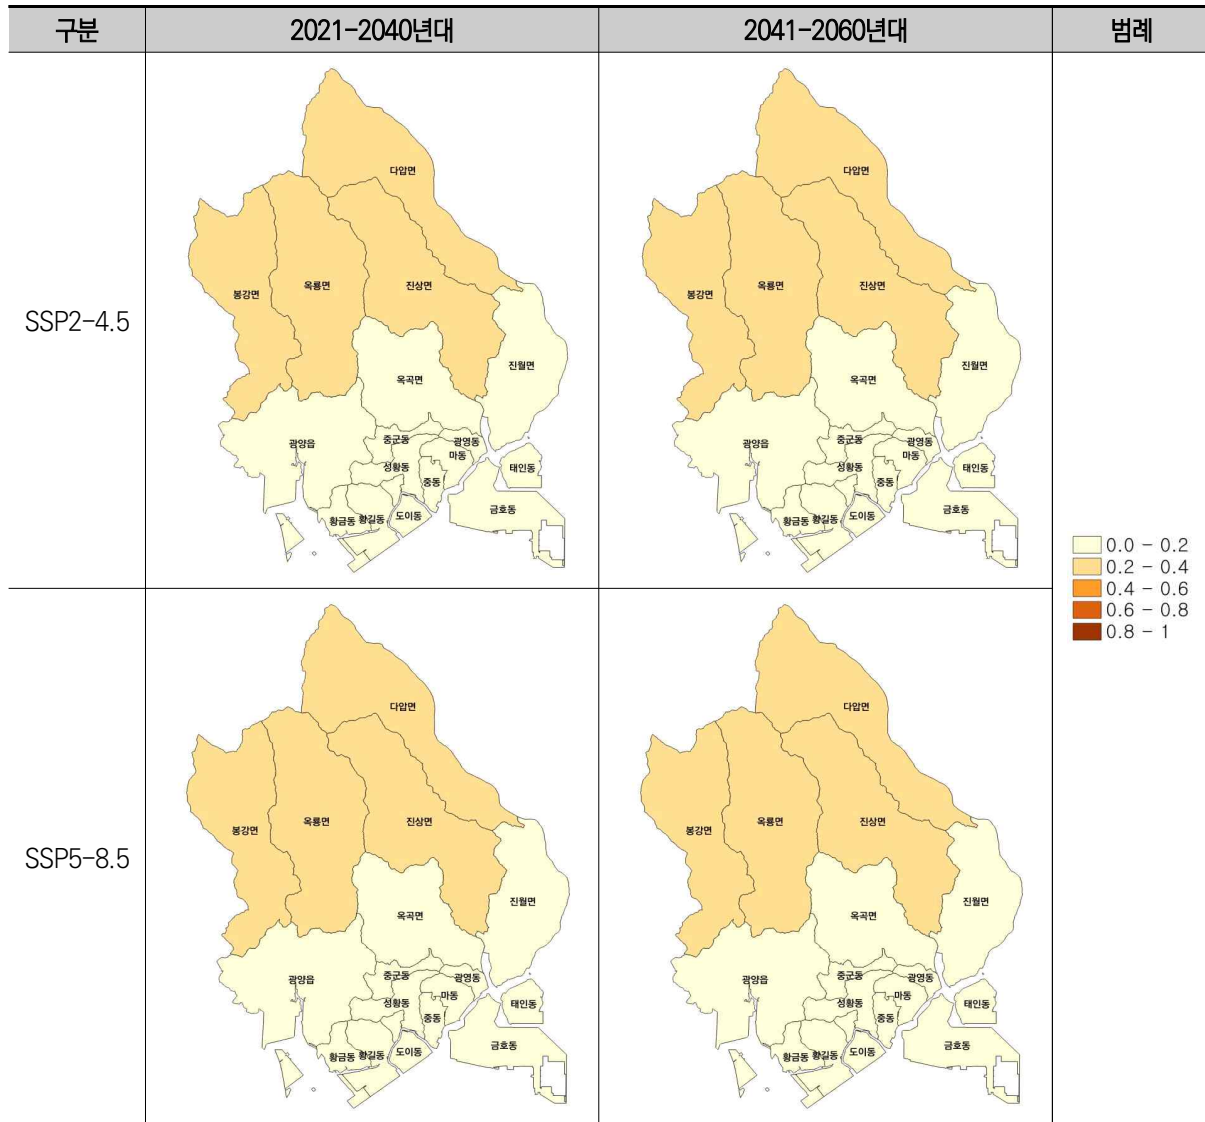 구분 2021-2040년대 2041-2060년대 범례
SSP2-4.5
다압면
봉강면
옥룡면
진상면
진월면
옥곡면
광양읍
중군동
광영동
마동
성황동
중동
태인동
황금동
황길동
도이동
금호동
다압면
봉강면
옥룡면
진상면
진월면
옥곡면
광양읍
중군동
광영동
마동
성황동
중동
태인동
황금동
황길동
도이동
금호동
0.0 - 0.2
0.2 - 0.4
0.4 - 0.6
0.6 - 0.8
0.8 - 1
SSP5-8.5
다압면
봉강면
옥룡면
진상면
진월면
옥곡면
광양읍
중군동
광영동
마동
성황동
중동
태인동
황금동
황길동
도이동
금호동
다압면
봉강면
옥룡면
진상면
진월면
옥곡면
광양읍
중군동
광영동
마동
성황동
중동
태인동
황금동
황길동
도이동
금호동